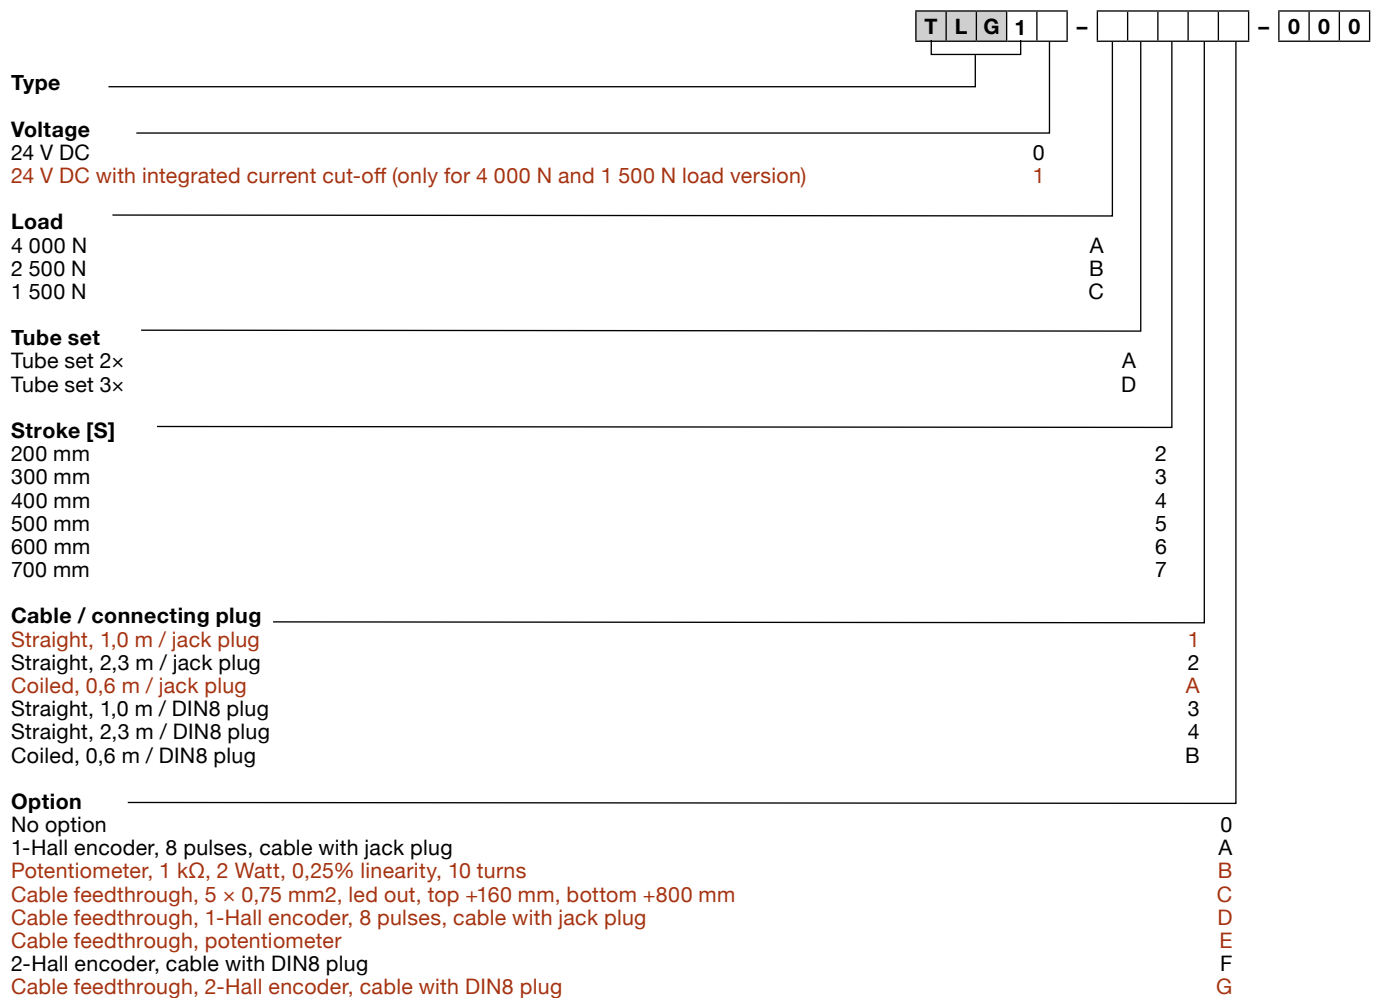 T L G 1 – – 0 0 0
Type
Voltage
24 V DC 0
24 V DC with integrated current cut-off (only for 4 000 N and 1 500 N load version) 1
Load
4 000 N A
2 500 N B
1 500 N C
Tube set
Tube set 2× A
Tube set 3× D
Stroke [S]
200 mm 2
300 mm 3
400 mm 4
500 mm 5
600 mm 6
700 mm 7
Cable / connecting plug
Straight, 1,0 m / jack plug 1
Straight, 2,3 m / jack plug 2
Coiled, 0,6 m / jack plug A
Straight, 1,0 m / DIN8 plug 3
Straight, 2,3 m / DIN8 plug 4
Coiled, 0,6 m / DIN8 plug B
Option
No option 0
1-Hall encoder, 8 pulses, cable with jack plug A
Potentiometer, 1 kΩ, 2 Watt, 0,25% linearity, 10 turns B
Cable feedthrough, 5 × 0,75 mm2, led out, top +160 mm, bottom +800 mm C
Cable feedthrough, 1-Hall encoder, 8 pulses, cable with jack plug D
Cable feedthrough, potentiometer E
2-Hall encoder, cable with DIN8 plug F
Cable feedthrough, 2-Hall encoder, cable with DIN8 plug G